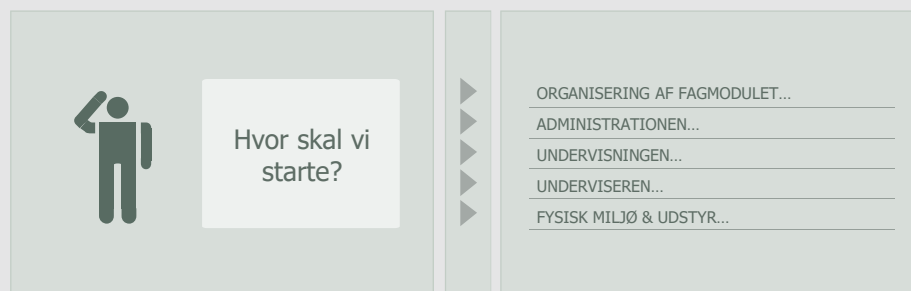 Hvor skal vi
starte?
ORGANISERING AF FAGMODULET…
ADMINISTRATIONEN…
UNDERVISNINGEN…
UNDERVISEREN…
FYSISK MILJØ & UDSTYR…